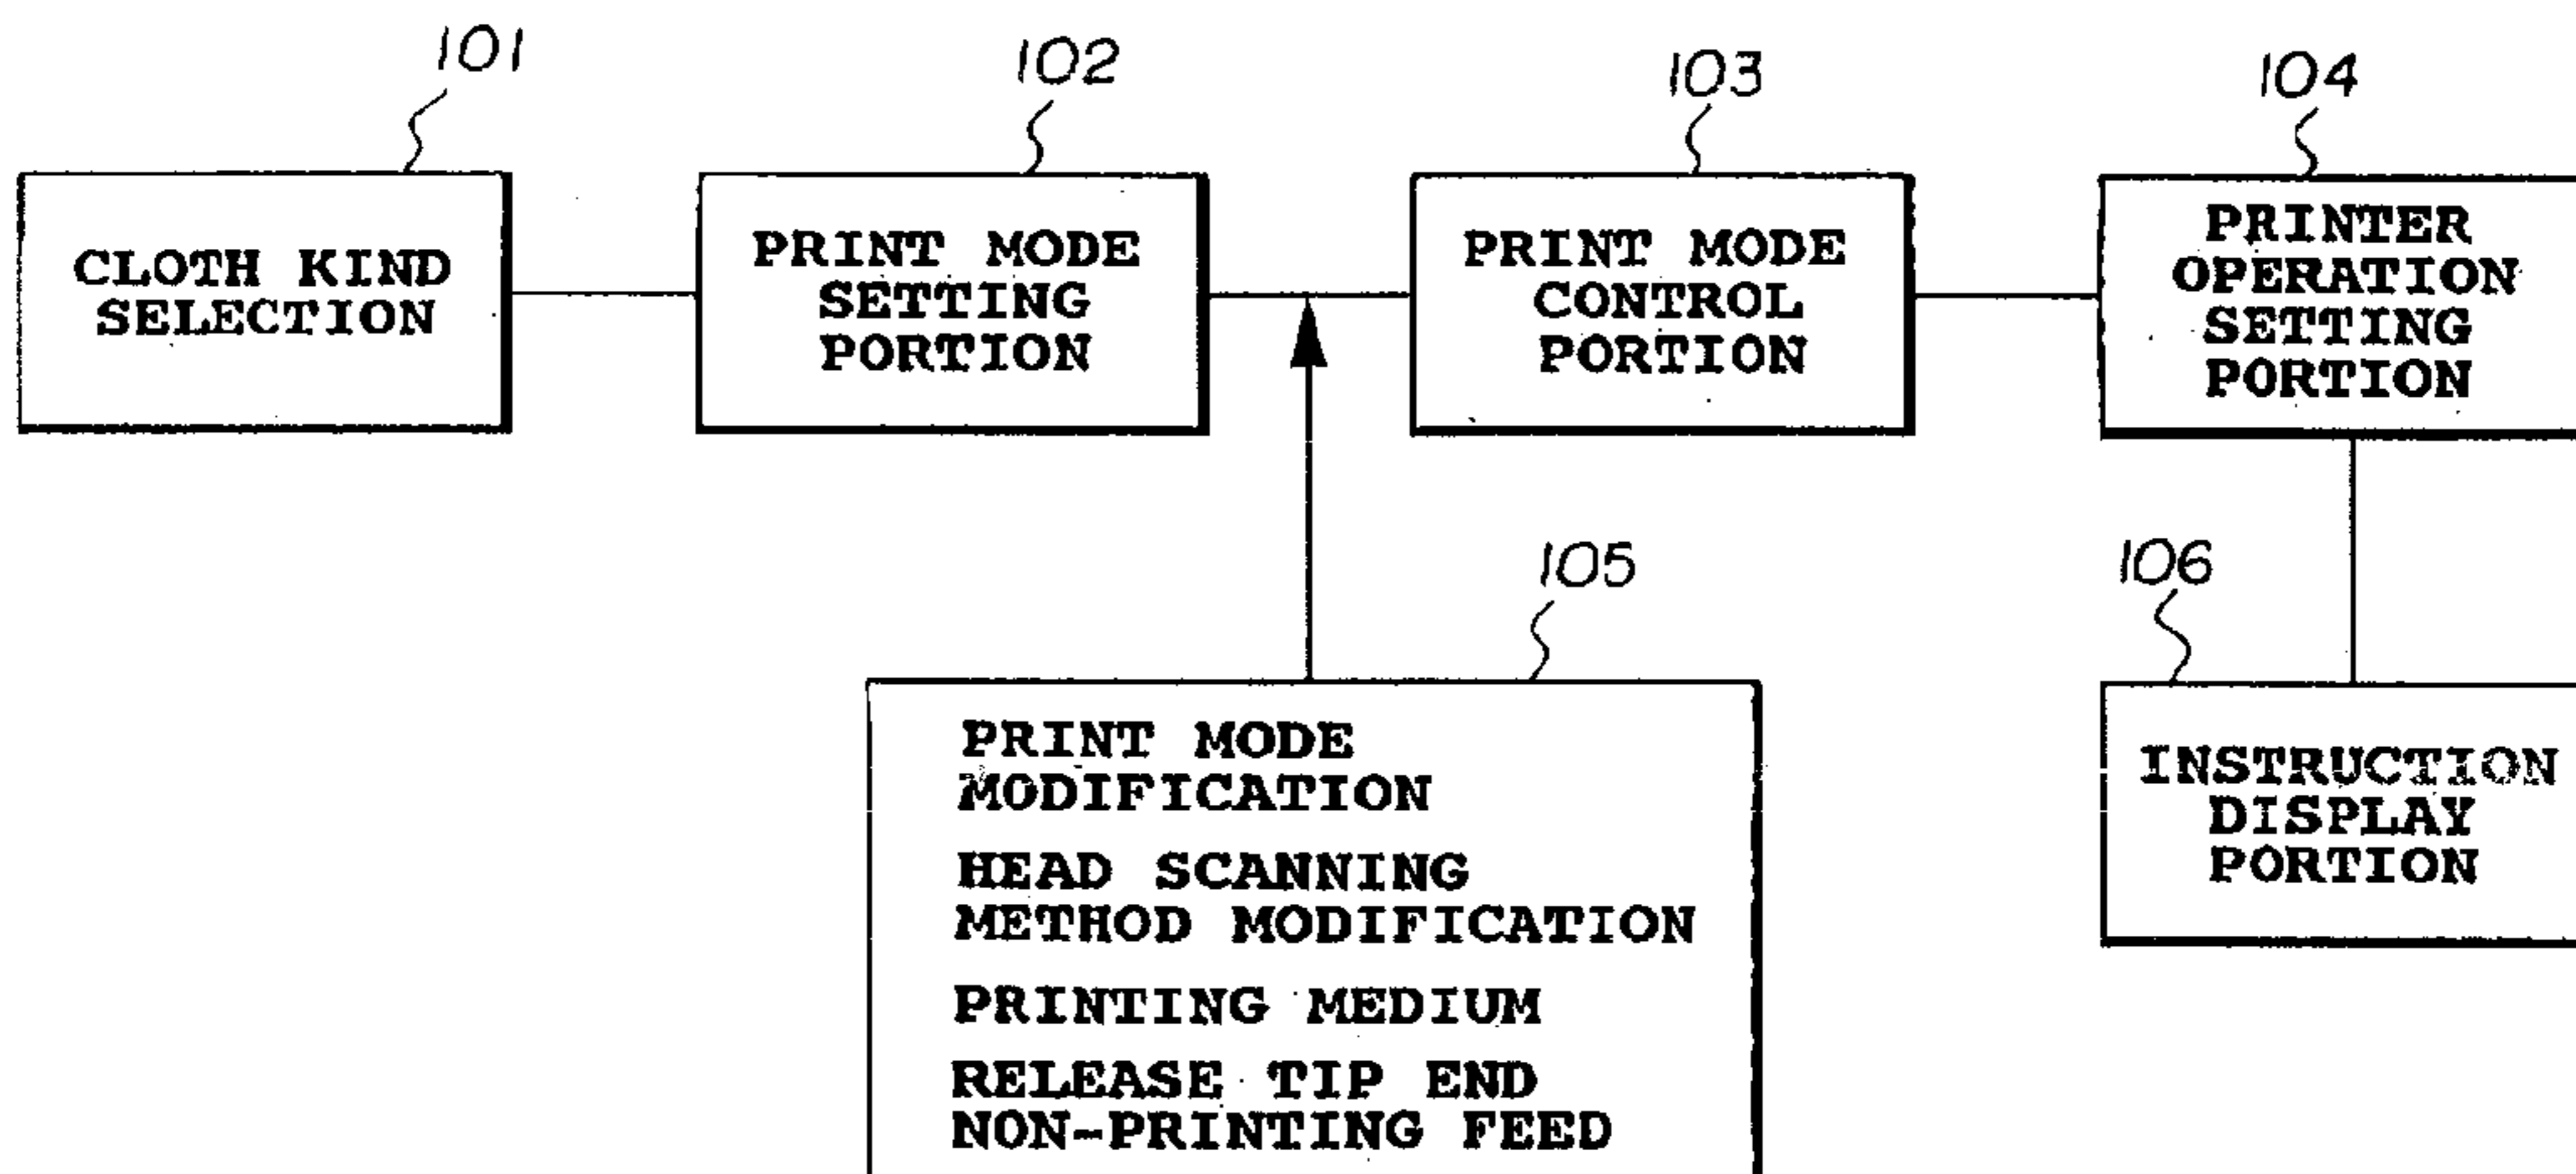 101
102
103
104
CLOTH KIND
SELECTION
PRINT MODE
SETTING
PORTION
PRINT MODE
CONTROL
PORTION
PRINTER
OPERATION
SETTING
PORTION
105
106
PRINT MODE
MODIFICATION
HEAD SCANNING
METHOD MODIFICATION
PRINTING MEDIUM
RELEASE TIP END
NON-PRINTING FEED
INSTRUCTION
DISPLAY
PORTION